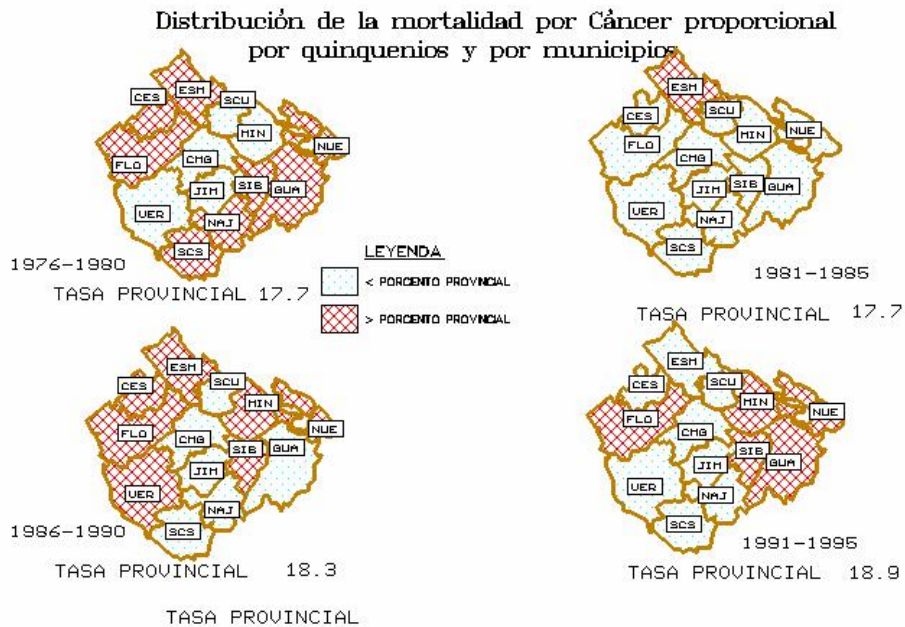 Distribución de la mortalidad por Cáncer proporcional
por quinquenios y por municipios
CES
ESM
SCU
MIN
NUE
FLO
CMG
JIM
SIB
GUA
VER
NAJ
SCS
1976-1980
TASA PROVINCIAL 17.7
ESM
CES
SCU
MIN
NUE
FLO
CMG
JIM
SIB
GUA
VER
NAJ
SCS
1981-1985
TASA PROVINCIAL 17.7
LEYENDA
< PORCENTO PROVINCIAL
> PORCENTO PROVINCIAL
ESM
CES
SCU
MIN
NUE
FLO
CMG
SIB
GUA
JIM
VER
NAJ
SCS
1986-1990
TASA PROVINCIAL 18.3
ESM
CES
SCU
MIN
NUE
FLO
CMG
SIB
GUA
JIM
VER
NAJ
SCS
1991-1995
TASA PROVINCIAL 18.9
TASA PROVINCIAL